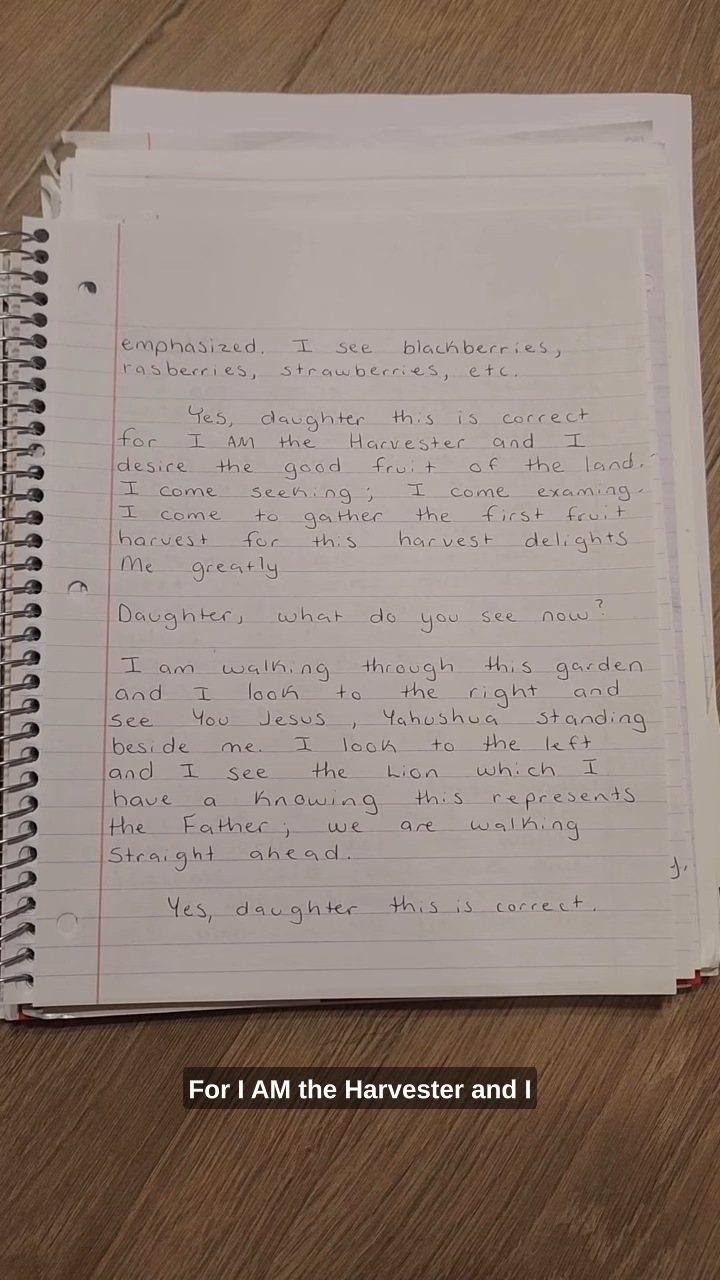 emphasized. I see blackberries,
rasberries, strawberries, etc.
Yes, daughter this is correct
for I AM the Harvester and I
desire the good fruit of the land.
I come seeking; I come examing.
I come to gather the first fruit
harvest for this harvest delights
Me greatly
Daughter, what do you see now?
I am walking through this garden
and I look to the right and
see You Jesus, Yahushua standing
beside me. I look to the left
and I see the Lion which I
have a knowing this represents
the Father; we are walking
straight ahead.
Yes, daughter this is correct.
For I AM the Harvester and I